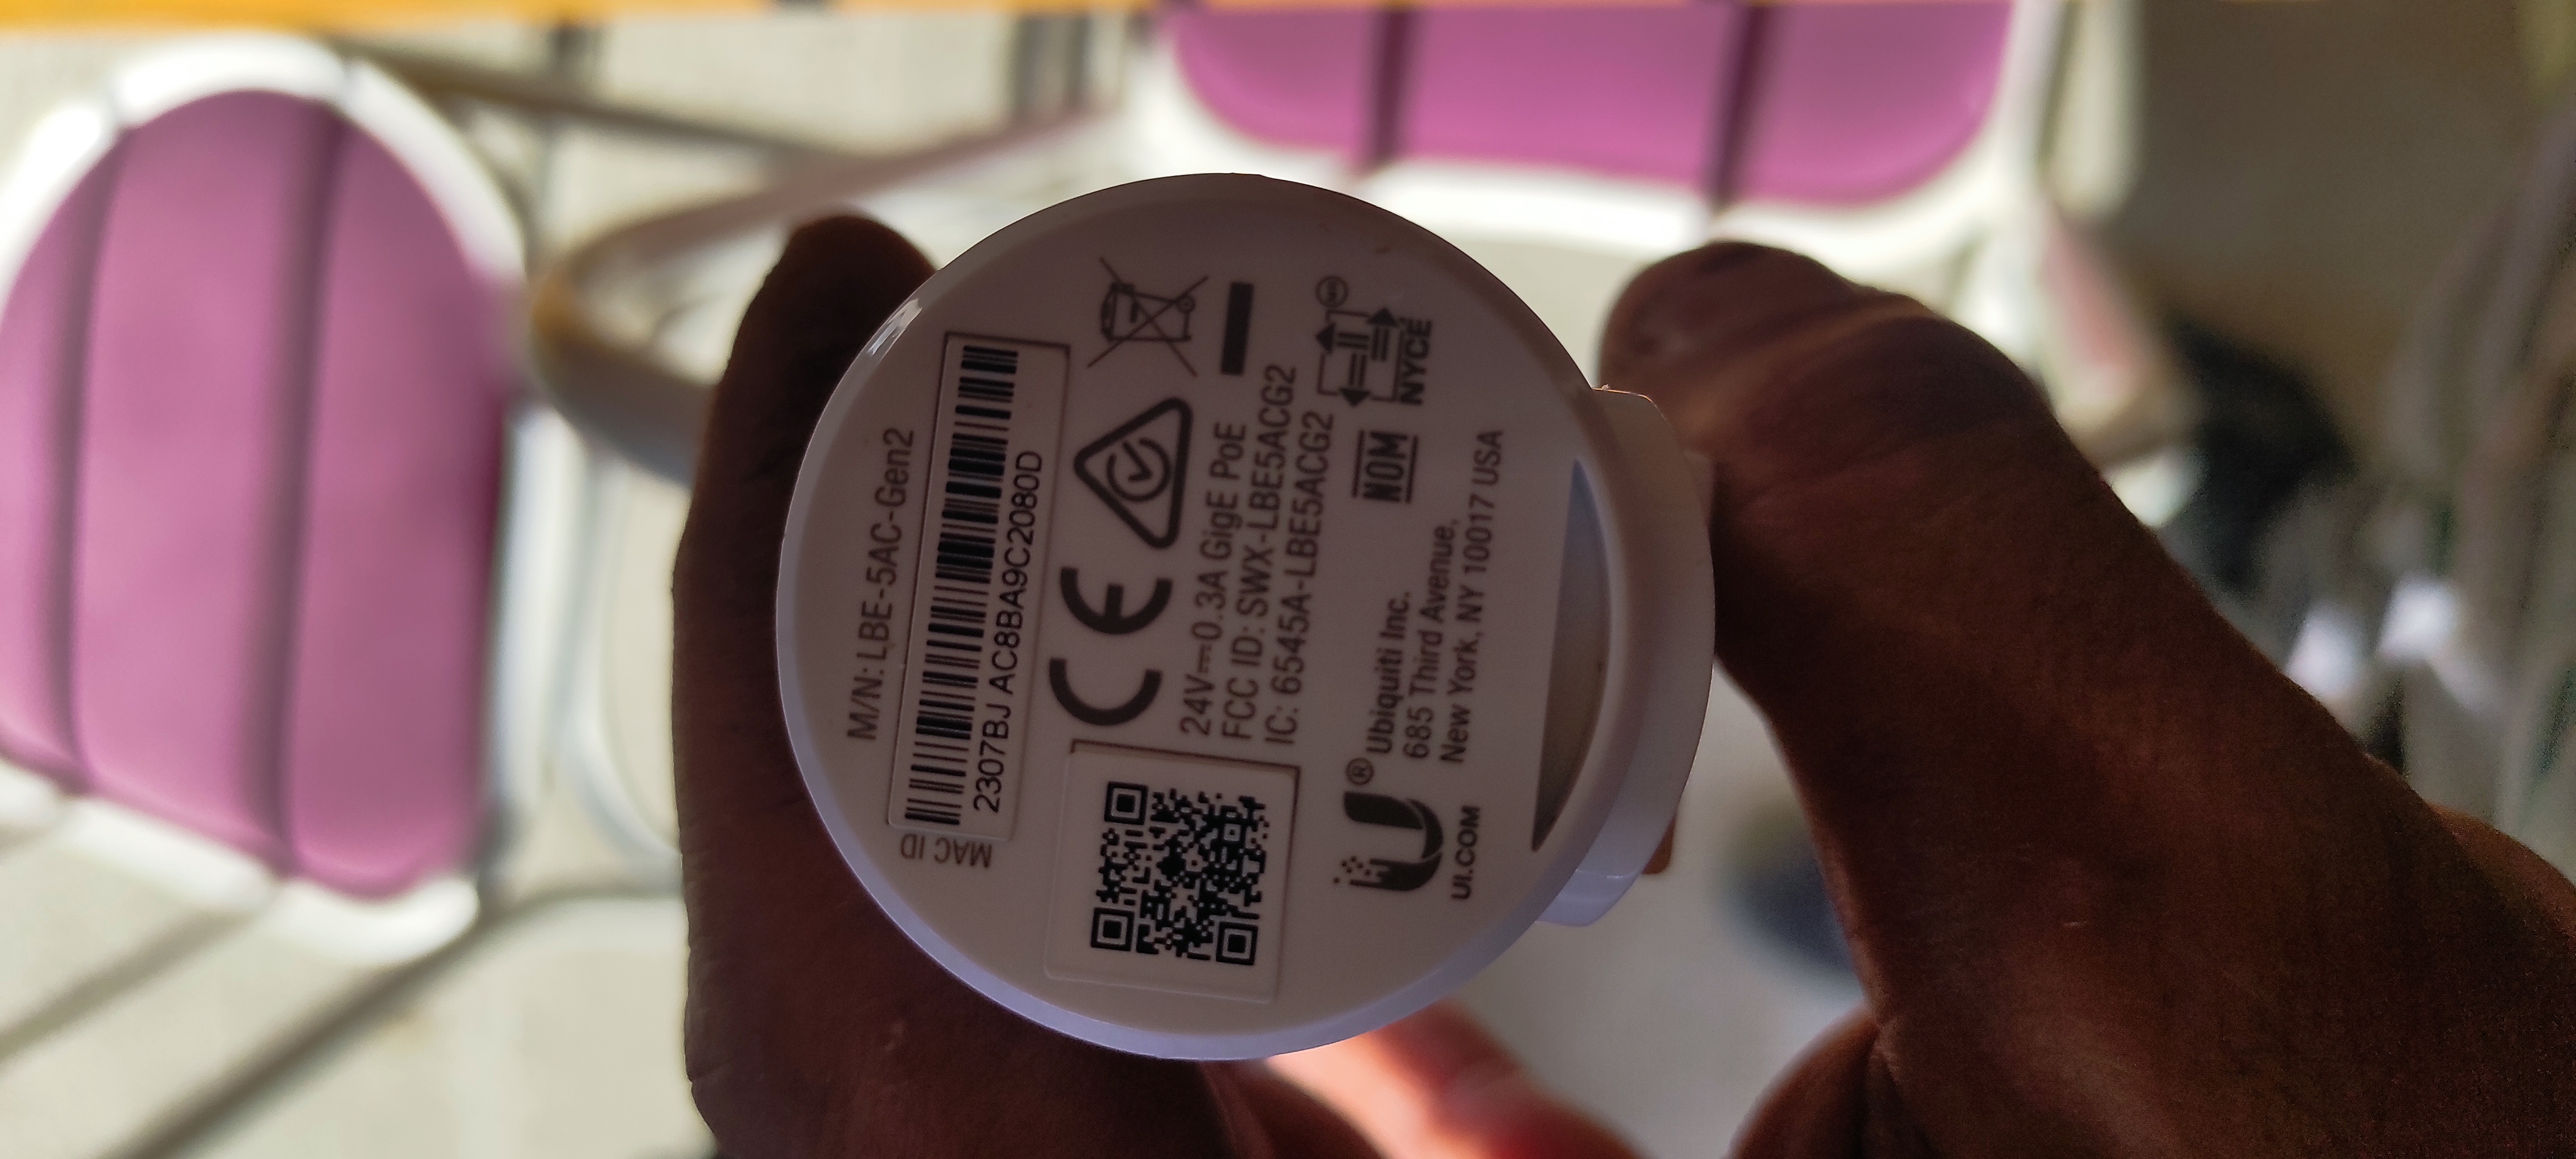 M/N: LBE-5AC-Gen2
MAC ID
2307BJ AC8BA9C2080D
CE
24V⎓0.3A GigE PoE
FCC ID: SWX-LBE5ACG2
IC: 6545A-LBE5ACG2
NOM
NYCE
Ubiquiti Inc.
685 Third Avenue,
New York, NY 10017 USA
UI.COM